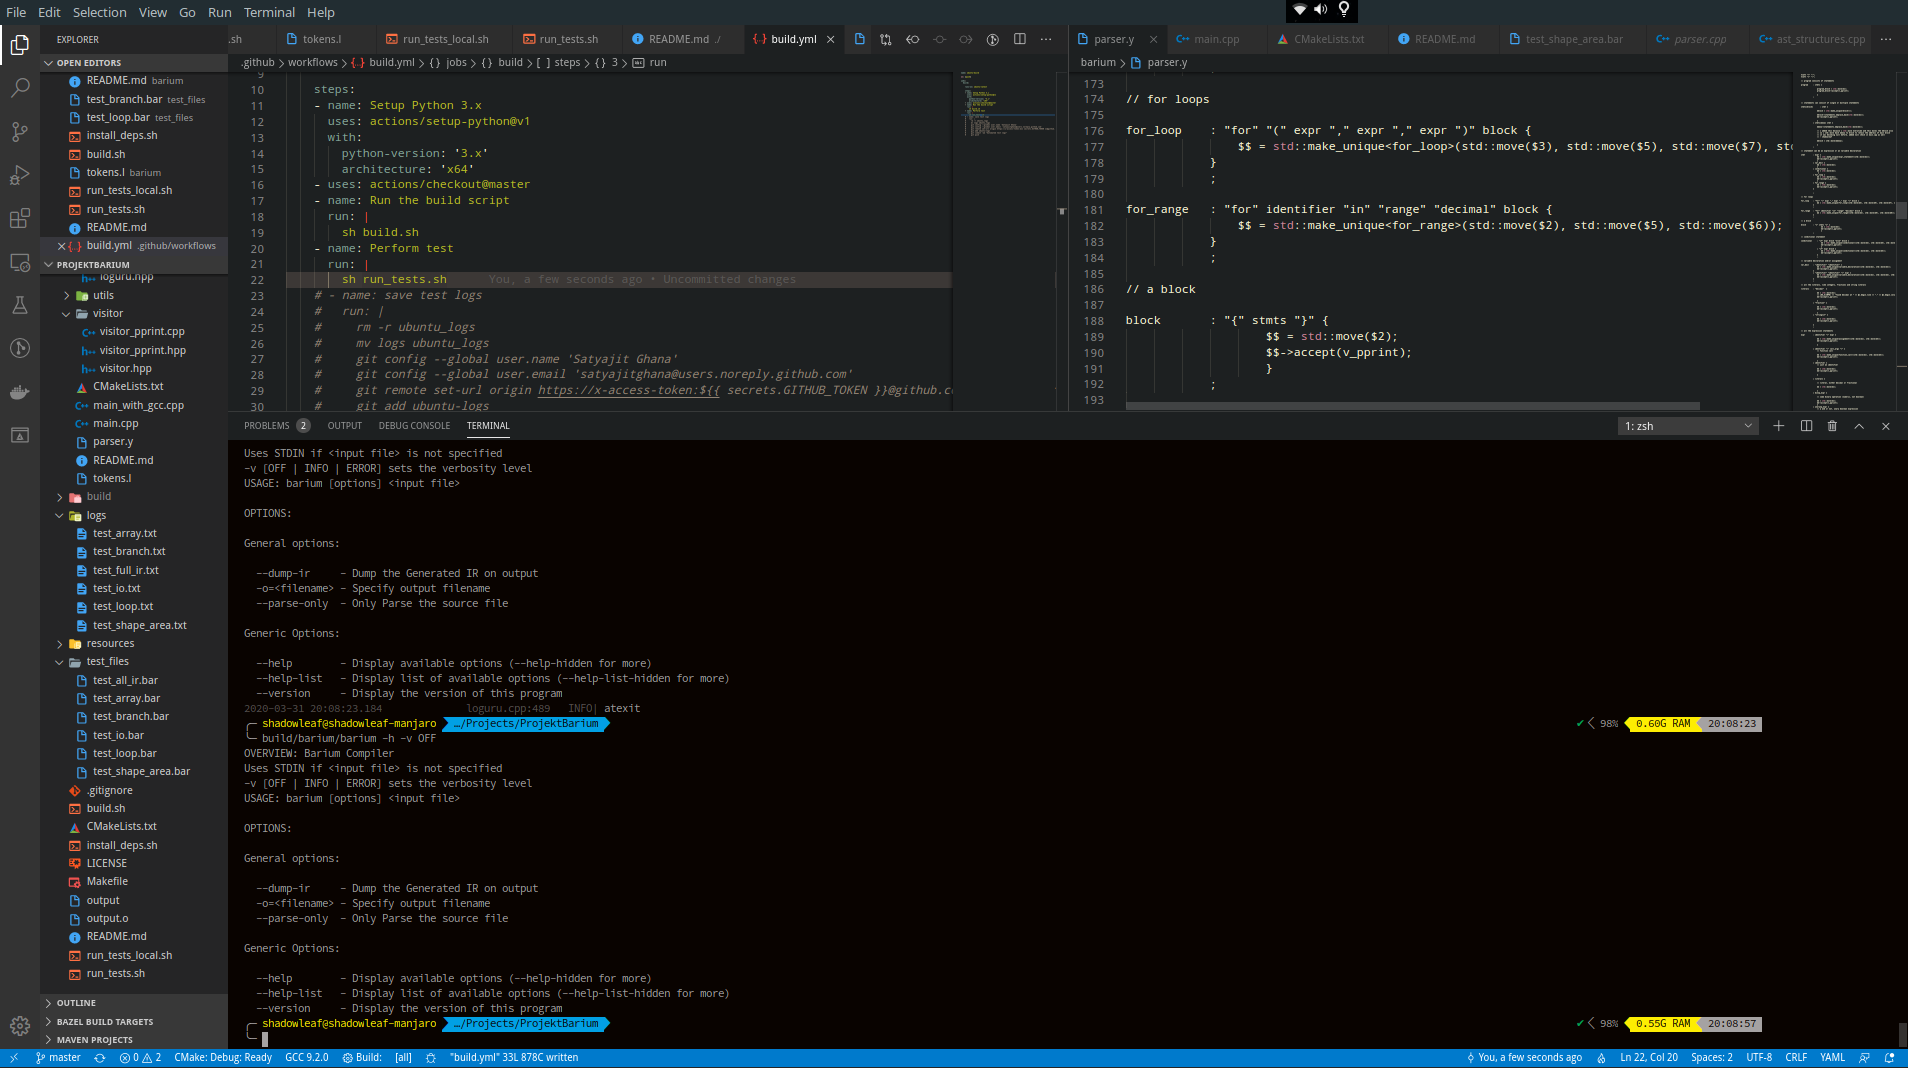 File Edit Selection View Go Run Terminal Help
EXPLORER
OPEN EDITORS
README.md barium
test_branch.bar test_files
test_loop.bar test_files
install_deps.sh
build.sh
tokens.l barium
run_tests_local.sh
run_tests.sh
README.md
build.yml .github/workflows
PROJEKTBARIUM
loguru.hpp
utils
visitor
visitor_pprint.cpp
visitor_pprint.hpp
visitor.hpp
CMakeLists.txt
main_with_gcc.cpp
main.cpp
parser.y
README.md
tokens.l
build
logs
test_array.txt
test_branch.txt
test_full_ir.txt
test_io.txt
test_loop.txt
test_shape_area.txt
resources
test_files
test_all_ir.bar
test_array.bar
test_branch.bar
test_io.bar
test_loop.bar
test_shape_area.bar
.gitignore
build.sh
CMakeLists.txt
install_deps.sh
LICENSE
Makefile
output
output.o
README.md
run_tests_local.sh
run_tests.sh
OUTLINE
BAZEL BUILD TARGETS
MAVEN PROJECTS
.sh tokens.l run_tests_local.sh run_tests.sh README.md ./ build.yml
.github > workflows > {..} build.yml > {} jobs > {} build > [ ] steps > {} 3 > run
9
10 steps:
11 - name: Setup Python 3.x
12 uses: actions/setup-python@v1
13 with:
14 python-version: '3.x'
15 architecture: 'x64'
16 - uses: actions/checkout@master
17 - name: Run the build script
18 run: |
19 sh build.sh
20 - name: Perform test
21 run: |
22 sh run_tests.sh You, a few seconds ago • Uncommitted changes
23 # - name: save test logs
24 # run: |
25 # rm -r ubuntu_logs
26 # mv logs ubuntu_logs
27 # git config --global user.name 'Satyajit Ghana'
28 # git config --global user.email 'satyajitghana@users.noreply.github.com'
29 # git remote set-url origin https://x-access-token:${{ secrets.GITHUB_TOKEN }}@github.c
30 # git add ubuntu-logs
parser.y main.cpp CMakeLists.txt README.md test_shape_area.bar parser.cpp ast_structures.cpp
barium > parser.y
173
174 // for loops
175
176 for_loop : "for" "(" expr "," expr "," expr ")" block {
177 $$ = std::make_unique<for_loop>(std::move($3), std::move($5), std::move($7), st
178 }
179 ;
180
181 for_range : "for" identifier "in" "range" "decimal" block {
182 $$ = std::make_unique<for_range>(std::move($2), std::move($5), std::move($6));
183 }
184 ;
185
186 // a block
187
188 block : "{" stmts "}" {
189 $$ = std::move($2);
190 $$->accept(v_pprint);
191 }
192 ;
193
PROBLEMS 2 OUTPUT DEBUG CONSOLE TERMINAL
1: zsh
Uses STDIN if <input file> is not specified
-v [OFF | INFO | ERROR] sets the verbosity level
USAGE: barium [options] <input file>
OPTIONS:
General options:
--dump-ir - Dump the Generated IR on output
-o=<filename> - Specify output filename
--parse-only - Only Parse the source file
Generic Options:
--help - Display available options (--help-hidden for more)
--help-list - Display list of available options (--help-list-hidden for more)
--version - Display the version of this program
2020-03-31 20:08:23.184 loguru.cpp:489 INFO| atexit
shadowleaf@shadowleaf-manjaro …/Projects/ProjektBarium ✔ 98% 0.60G RAM 20:08:23
build/barium/barium -h -v OFF
OVERVIEW: Barium Compiler
Uses STDIN if <input file> is not specified
-v [OFF | INFO | ERROR] sets the verbosity level
USAGE: barium [options] <input file>
OPTIONS:
General options:
--dump-ir - Dump the Generated IR on output
-o=<filename> - Specify output filename
--parse-only - Only Parse the source file
Generic Options:
--help - Display available options (--help-hidden for more)
--help-list - Display list of available options (--help-list-hidden for more)
--version - Display the version of this program
shadowleaf@shadowleaf-manjaro …/Projects/ProjektBarium ✔ 98% 0.55G RAM 20:08:57
master 0 2 CMake: Debug: Ready GCC 9.2.0 Build: [all] "build.yml" 33L 878C written You, a few seconds ago Ln 22, Col 20 Spaces: 2 UTF-8 CRLF YAML